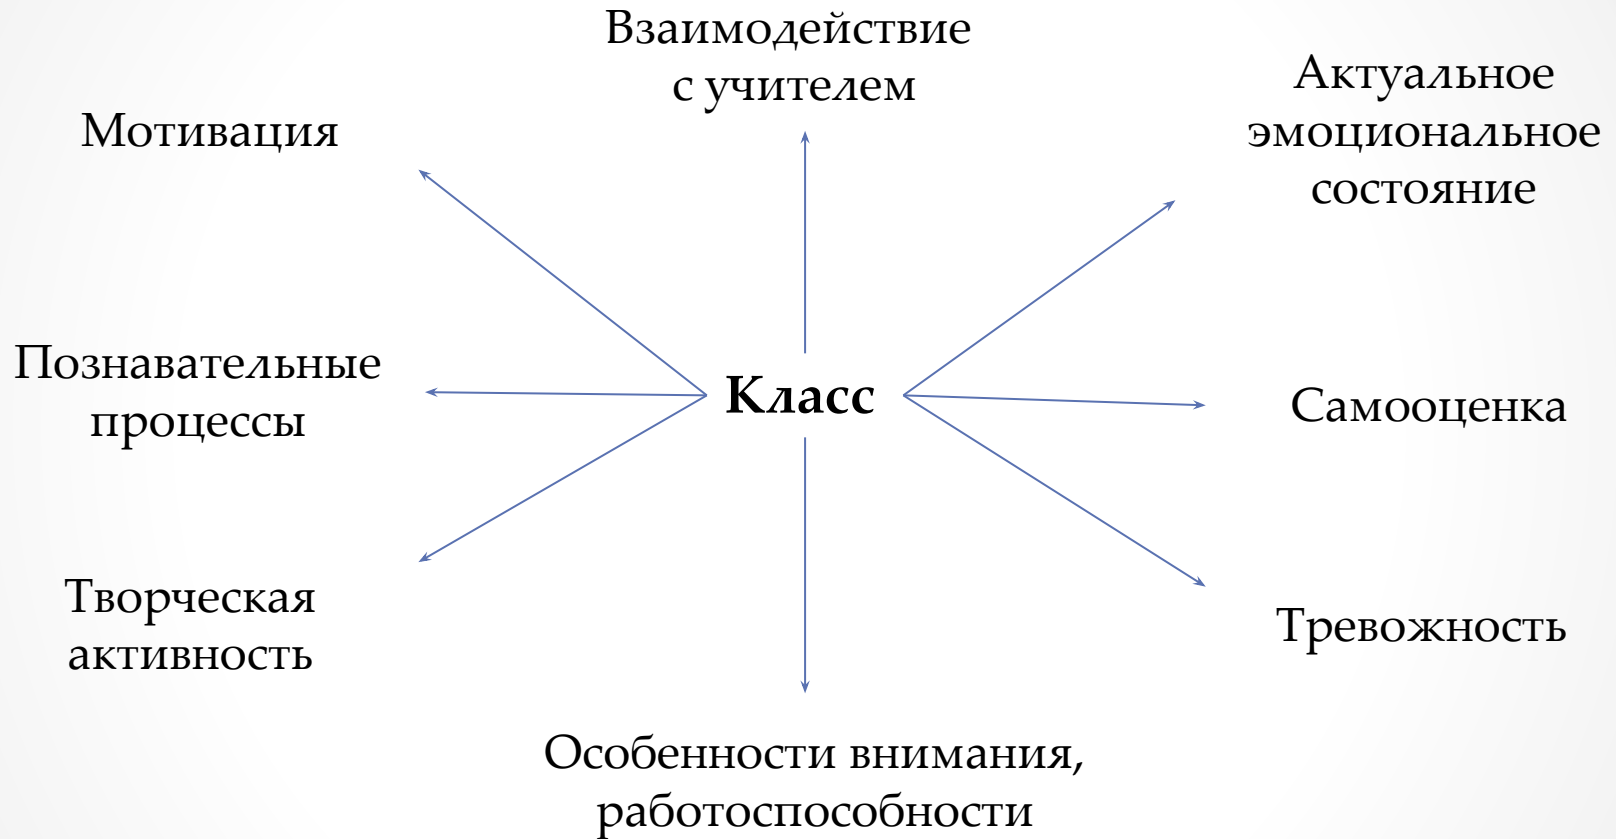 Взаимодействие
с учителем
Актуальное
эмоциональное
состояние
Мотивация
Познавательные
процессы
Класс
Самооценка
Творческая
активность
Тревожность
Особенности внимания,
работоспособности